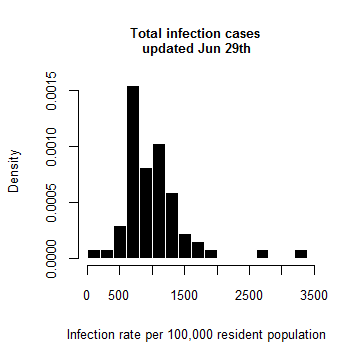 Total infection cases
updated Jun 29th
Density
0.0015
0.0010
0.0005
0.0000
0 500 1500 2500 3500
Infection rate per 100,000 resident population